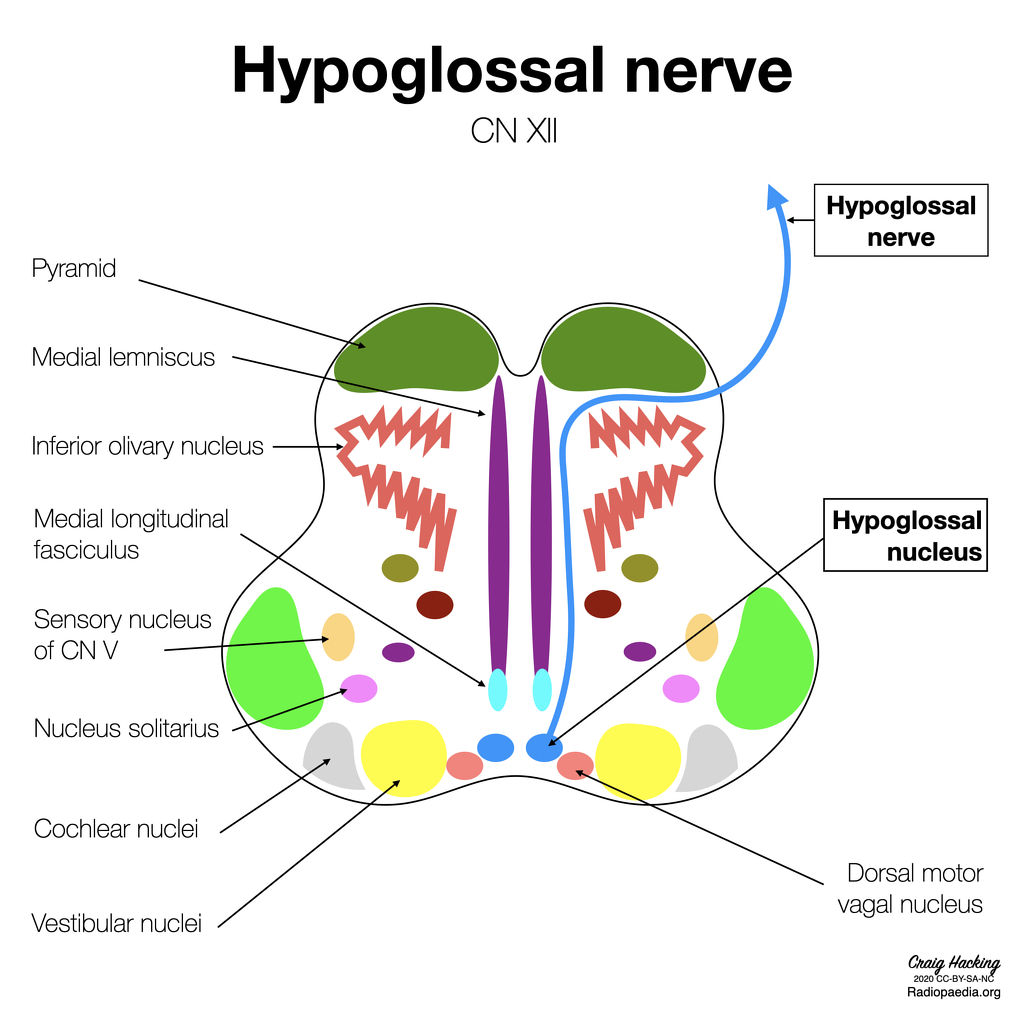 Hypoglossal nerve
CN XII
Hypoglossal
nerve
Pyramid
Medial lemniscus
Inferior olivary nucleus
Medial longitudinal
fasciculus
Hypoglossal
nucleus
Sensory nucleus
of CN V
Nucleus solitarius
Cochlear nuclei
Vestibular nuclei
Dorsal motor
vagal nucleus
Craig Hacking
2020 CC-BY-SA-NC
Radiopaedia.org